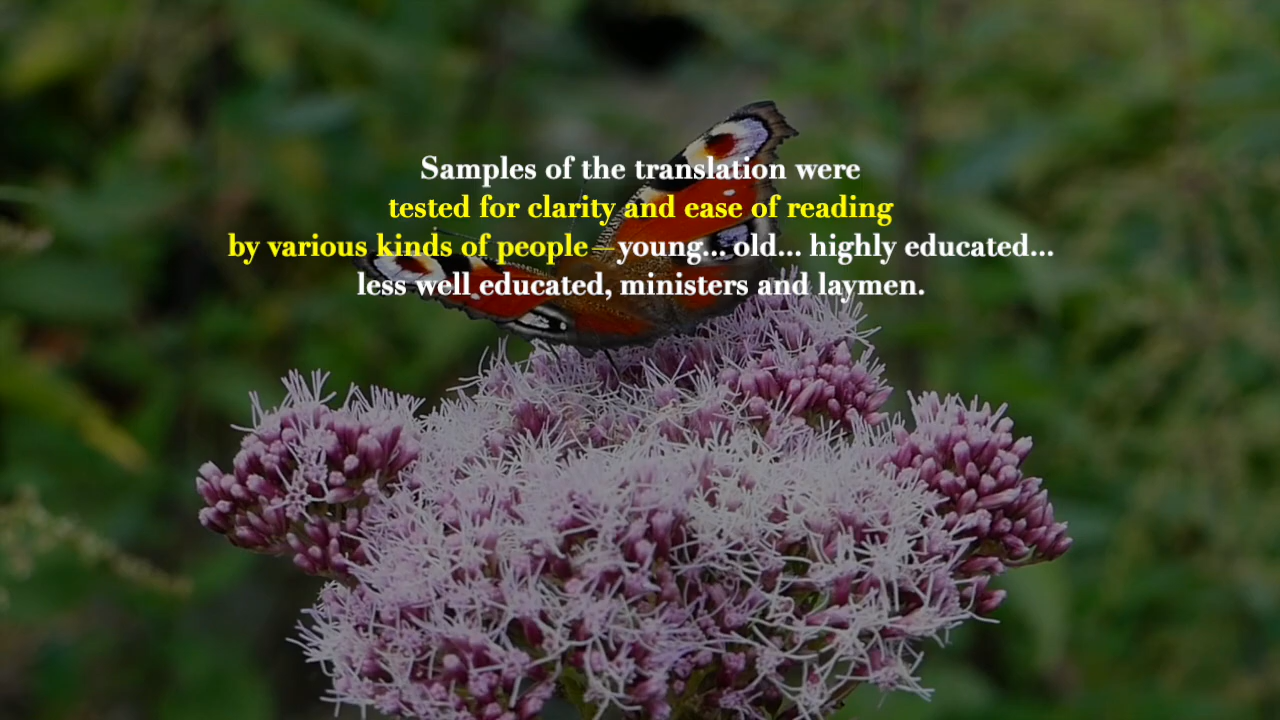 Samples of the translation were
tested for clarity and ease of reading
by various kinds of people—young... old... highly educated...
less well educated, ministers and laymen.